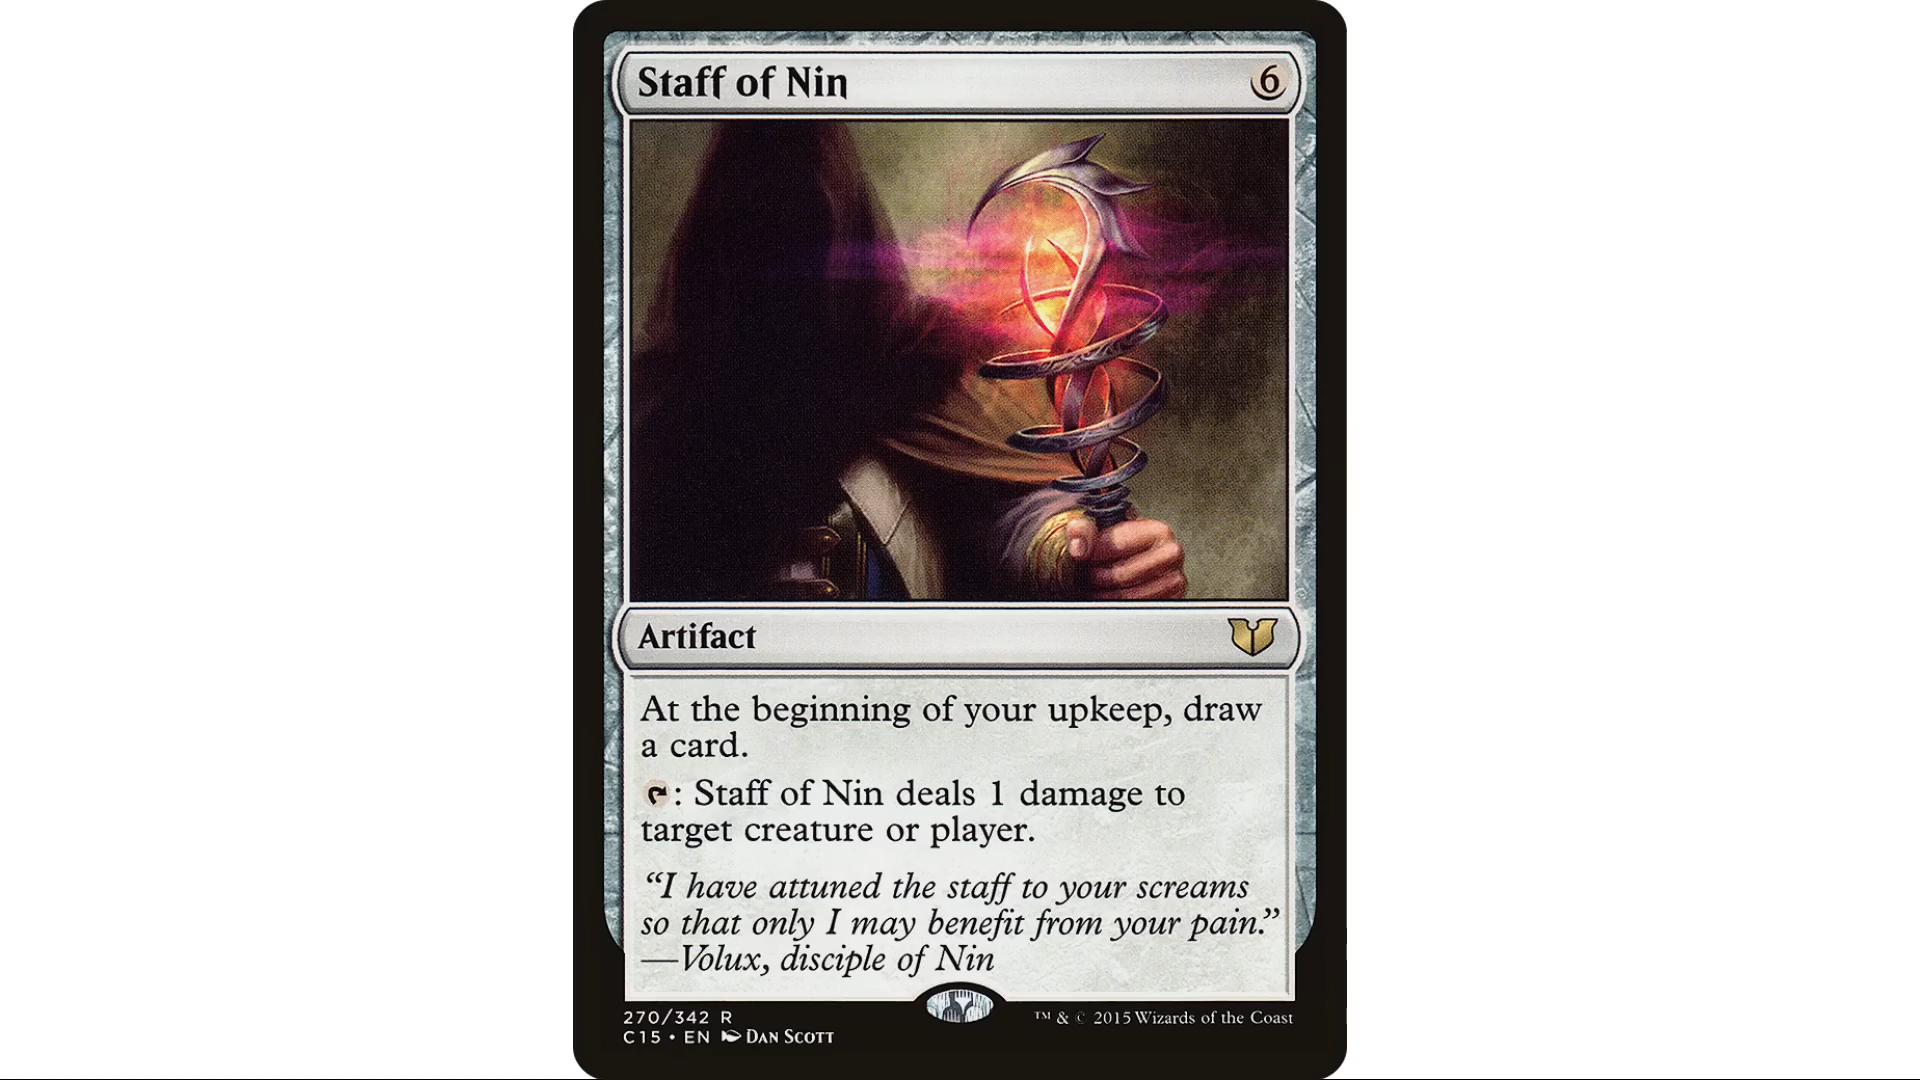 Staff of Nin 6
Artifact
At the beginning of your upkeep, draw
a card.
: Staff of Nin deals 1 damage to
target creature or player.
“I have attuned the staff to your screams
so that only I may benefit from your pain.”
—Volux, disciple of Nin
270/342 R ™ & © 2015 Wizards of the Coast
C15 • EN DAN SCOTT